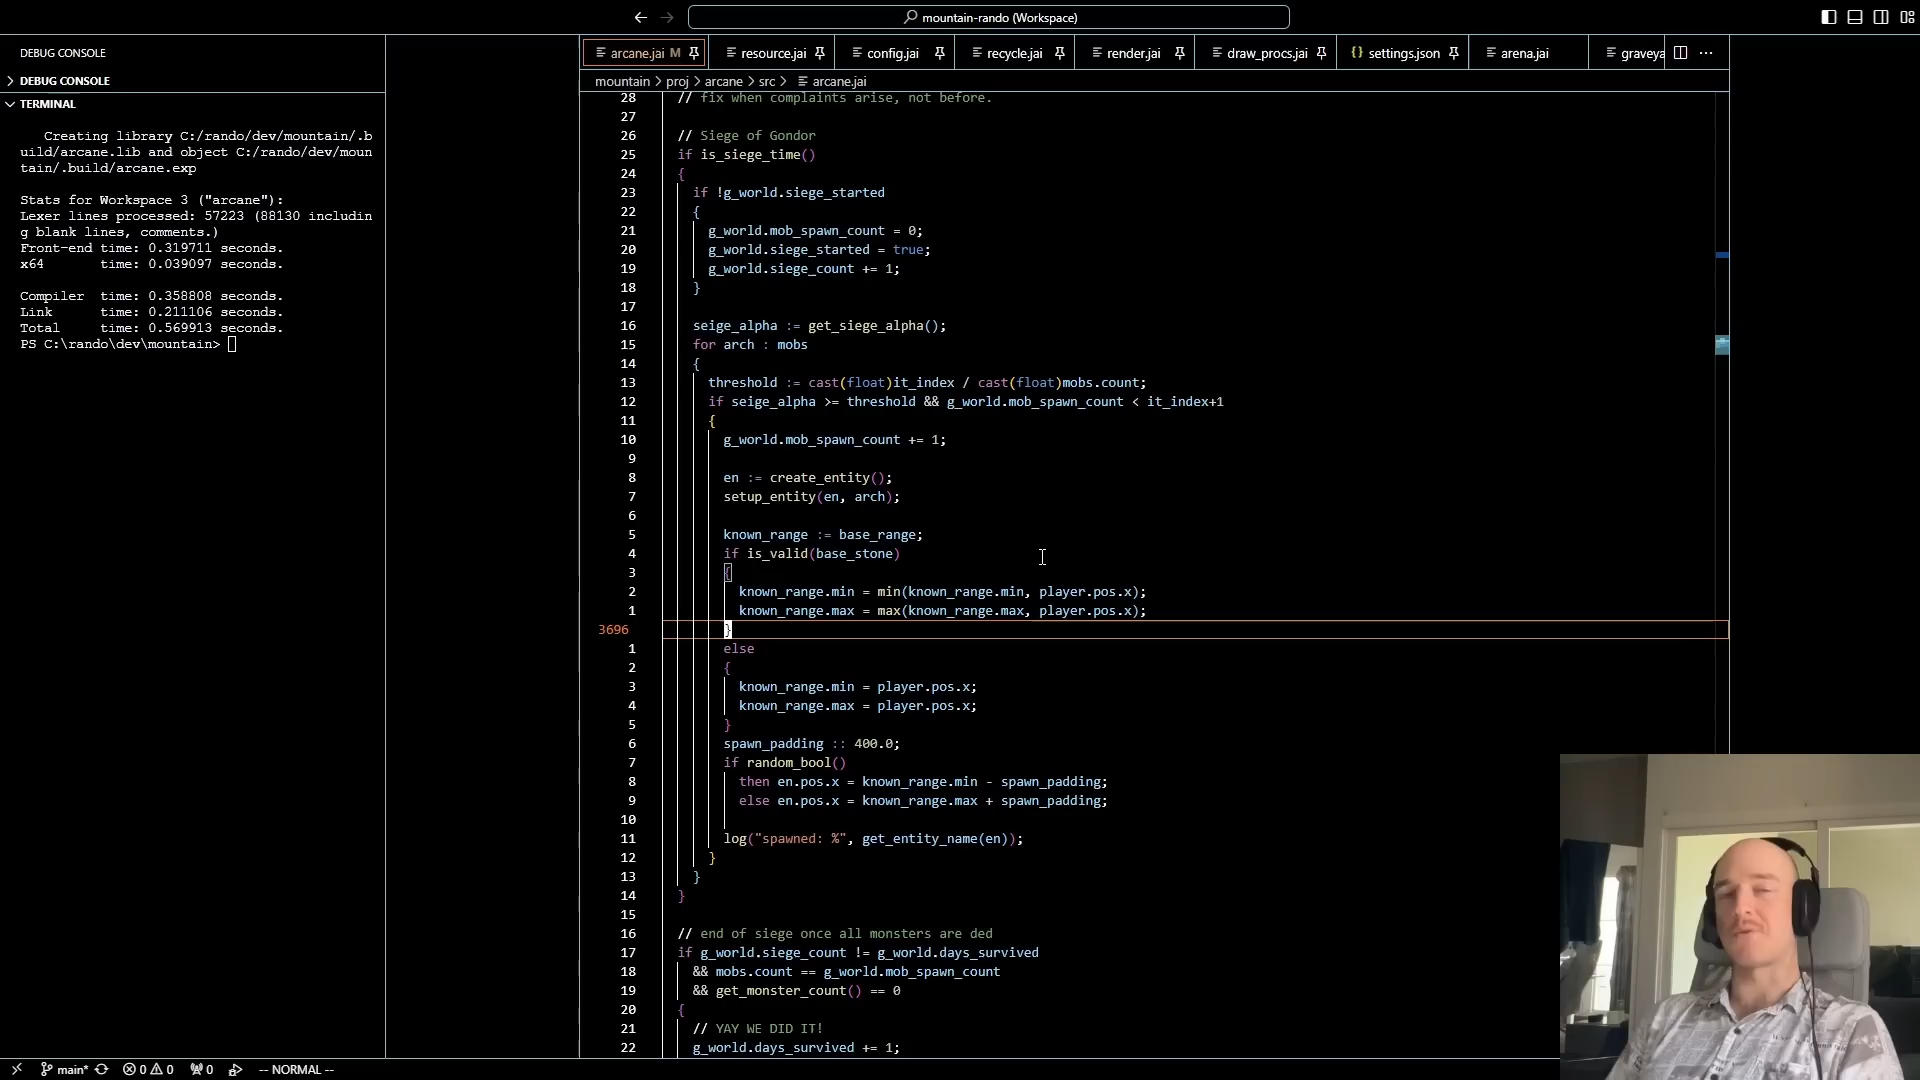 mountain-rando (Workspace)
DEBUG CONSOLE
DEBUG CONSOLE
TERMINAL
Creating library C:/rando/dev/mountain/.b
uild/arcane.lib and object C:/rando/dev/moun
tain/.build/arcane.exp
Stats for Workspace 3 ("arcane"):
Lexer lines processed: 57223 (88130 includin
g blank lines, comments.)
Front-end time: 0.319711 seconds.
x64 time: 0.039097 seconds.
Compiler time: 0.358808 seconds.
Link time: 0.211106 seconds.
Total time: 0.569913 seconds.
PS C:\rando\dev\mountain>
arcane.jai M resource.jai config.jai recycle.jai render.jai draw_procs.jai {} settings.json arena.jai graveya ...
mountain > proj > arcane > src > arcane.jai
28 // fix when complaints arise, not before.
27
26 // Siege of Gondor
25 if is_siege_time()
24 {
23 if !g_world.siege_started
22 {
21 g_world.mob_spawn_count = 0;
20 g_world.siege_started = true;
19 g_world.siege_count += 1;
18 }
17
16 seige_alpha := get_siege_alpha();
15 for arch : mobs
14 {
13 threshold := cast(float)it_index / cast(float)mobs.count;
12 if seige_alpha >= threshold && g_world.mob_spawn_count < it_index+1
11 {
10 g_world.mob_spawn_count += 1;
9
8 en := create_entity();
7 setup_entity(en, arch);
6
5 known_range := base_range;
4 if is_valid(base_stone)
3 {
2 known_range.min = min(known_range.min, player.pos.x);
1 known_range.max = max(known_range.max, player.pos.x);
3696 }
1 else
2 {
3 known_range.min = player.pos.x;
4 known_range.max = player.pos.x;
5 }
6 spawn_padding :: 400.0;
7 if random_bool()
8 then en.pos.x = known_range.min - spawn_padding;
9 else en.pos.x = known_range.max + spawn_padding;
10
11 log("spawned: %", get_entity_name(en));
12 }
13 }
14 }
15
16 // end of siege once all monsters are ded
17 if g_world.siege_count != g_world.days_survived
18 && mobs.count == g_world.mob_spawn_count
19 && get_monster_count() == 0
20 {
21 // YAY WE DID IT!
22 g_world.days_survived += 1;
main* 0 0 0 -- NORMAL --